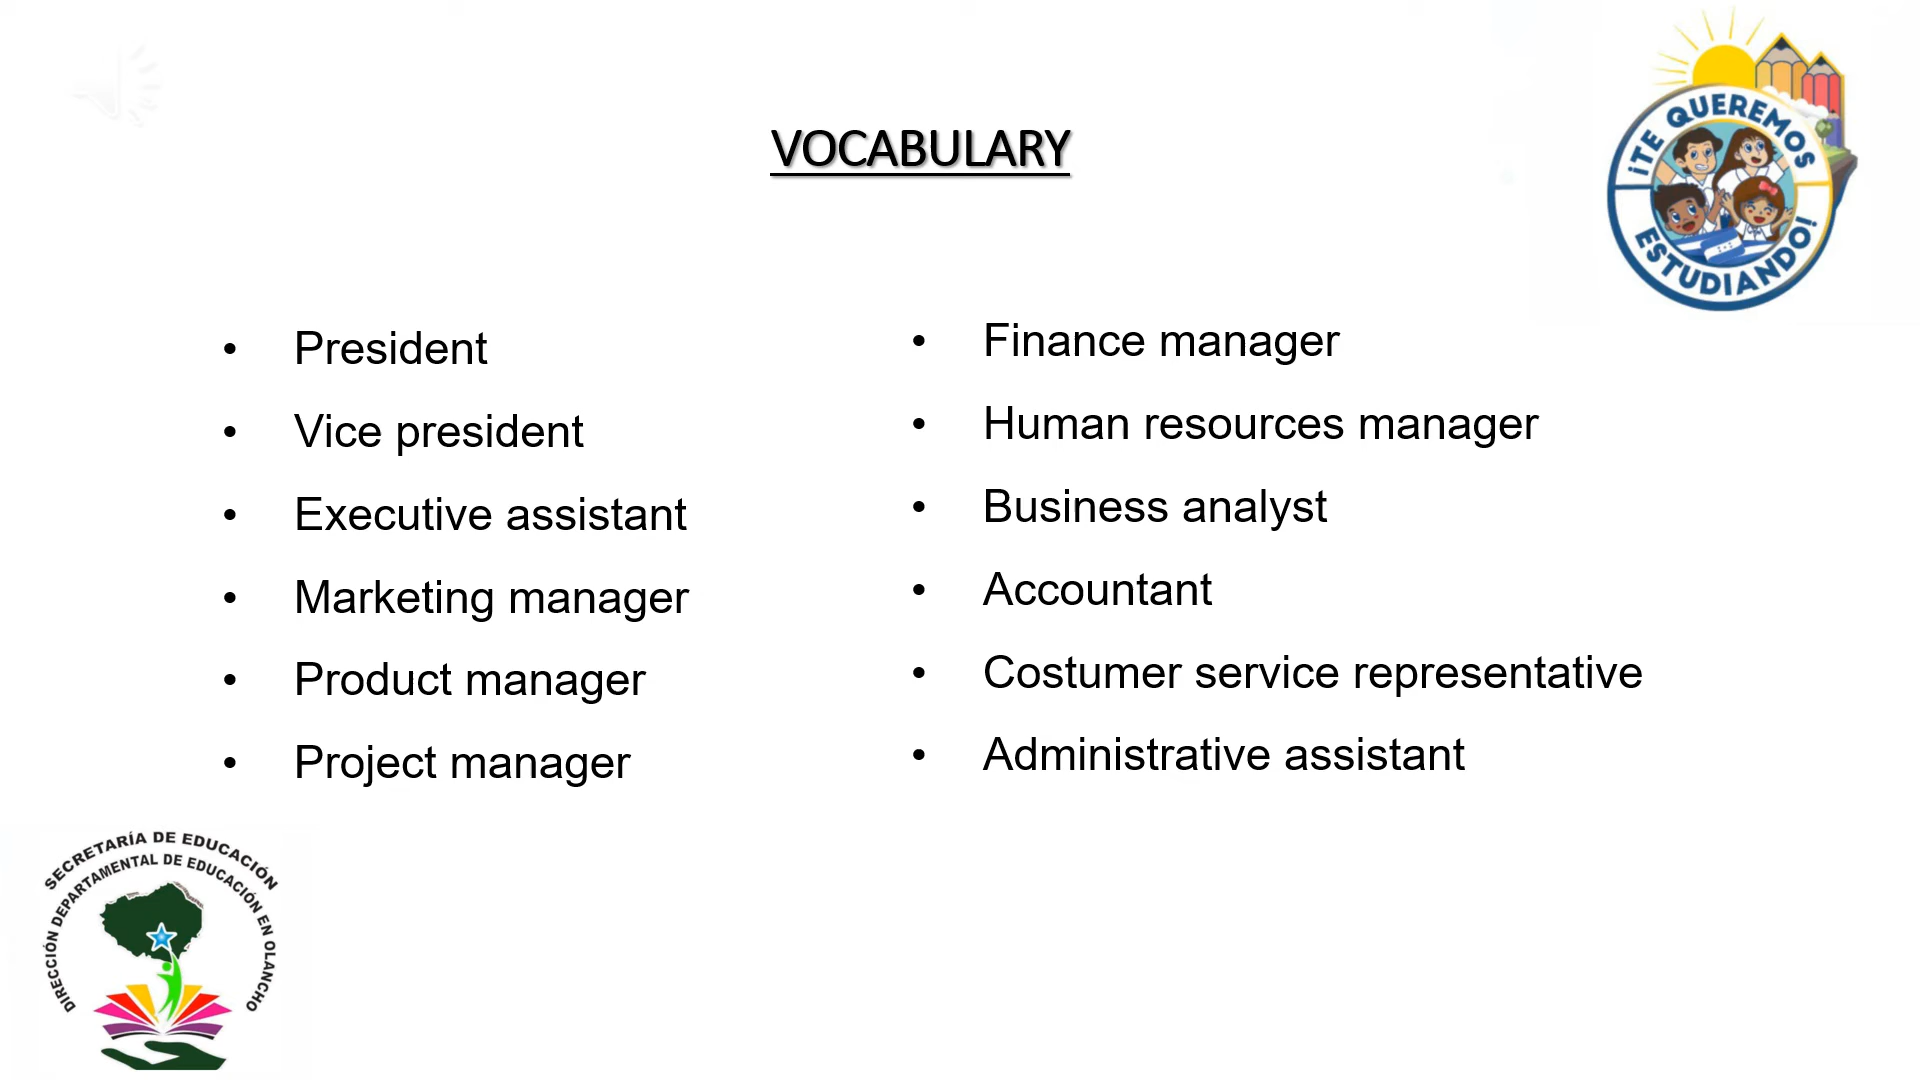 VOCABULARY
¡TE QUEREMOS
ESTUDIANDO!
• President
• Vice president
• Executive assistant
• Marketing manager
• Product manager
• Project manager
• Finance manager
• Human resources manager
• Business analyst
• Accountant
• Costumer service representative
• Administrative assistant
SECRETARÍA DE EDUCACIÓN
DIRECCIÓN DEPARTAMENTAL DE EDUCACIÓN EN OLANCHO